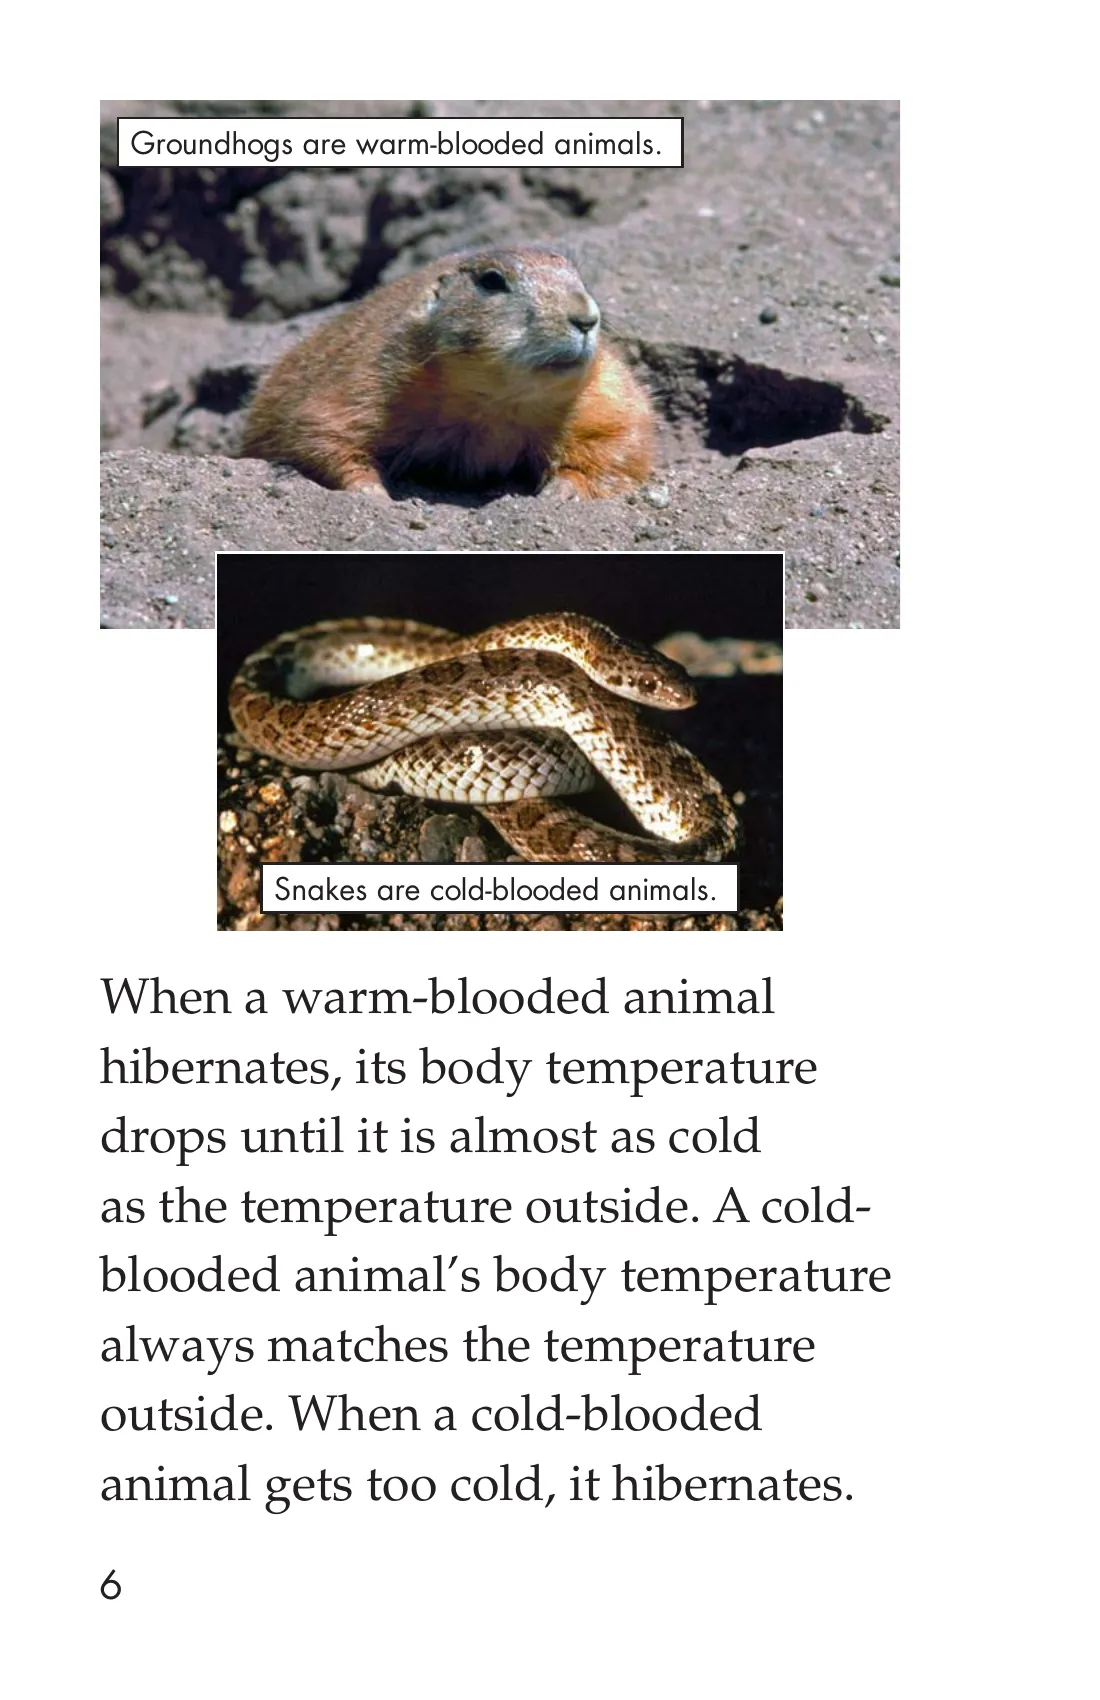 Groundhogs are warm-blooded animals.
Snakes are cold-blooded animals.
When a warm-blooded animal
hibernates, its body temperature
drops until it is almost as cold
as the temperature outside. A cold-
blooded animal’s body temperature
always matches the temperature
outside. When a cold-blooded
animal gets too cold, it hibernates.
6